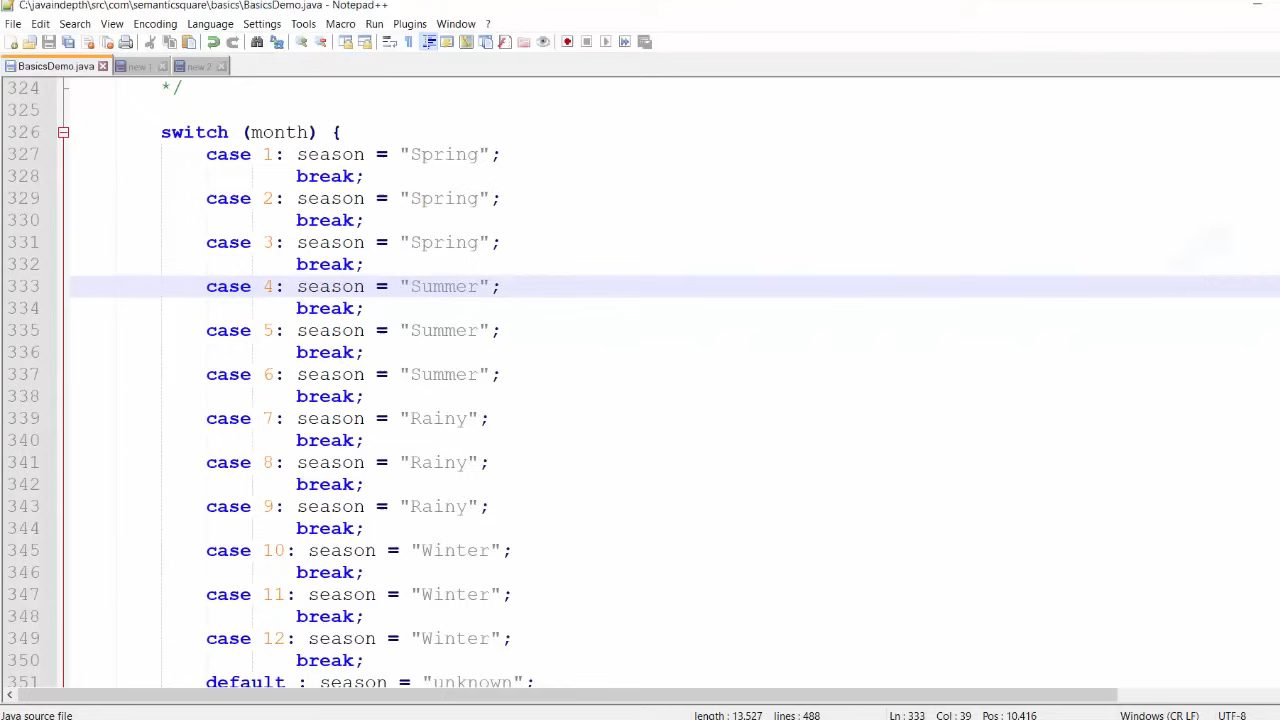 C:\javaindepth\src\com\semanticsquare\basics\BasicsDemo.java - Notepad++
File Edit Search View Encoding Language Settings Tools Macro Run Plugins Window ?
BasicsDemo.java new 1 new 2
324 */
325
326 switch (month) {
327 case 1: season = "Spring";
328 break;
329 case 2: season = "Spring";
330 break;
331 case 3: season = "Spring";
332 break;
333 case 4: season = "Summer";
334 break;
335 case 5: season = "Summer";
336 break;
337 case 6: season = "Summer";
338 break;
339 case 7: season = "Rainy";
340 break;
341 case 8: season = "Rainy";
342 break;
343 case 9: season = "Rainy";
344 break;
345 case 10: season = "Winter";
346 break;
347 case 11: season = "Winter";
348 break;
349 case 12: season = "Winter";
350 break;
351 default : season = "unknown";
Java source file length : 13,527 lines : 488 Ln : 333 Col : 39 Pos : 10,416 Windows (CR LF) UTF-8